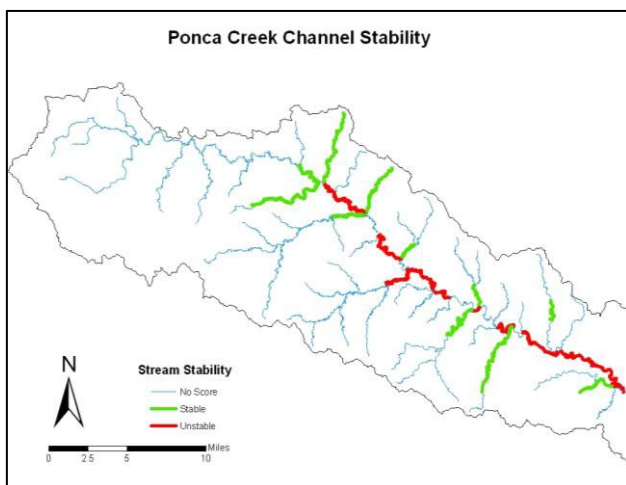 Ponca Creek Channel Stability
N
Stream Stability
No Score
Stable
Unstable
Miles
0 2.5 5 10